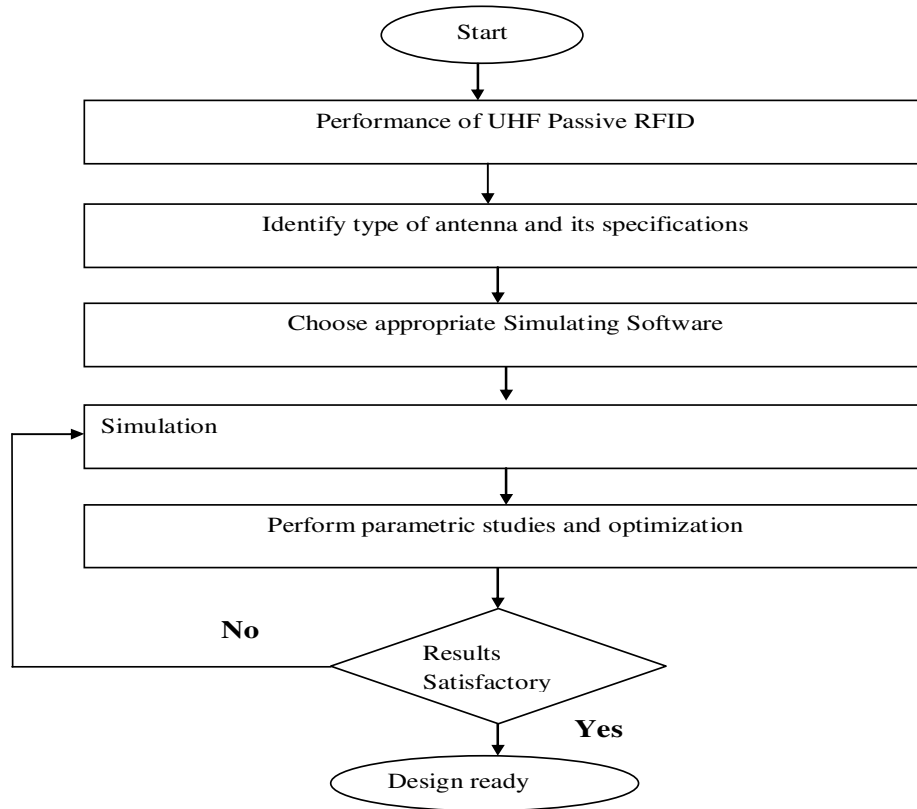 Start
Performance of UHF Passive RFID
Identify type of antenna and its specifications
Choose appropriate Simulating Software
Simulation
Perform parametric studies and optimization
No
Results
Satisfactory
Yes
Design ready